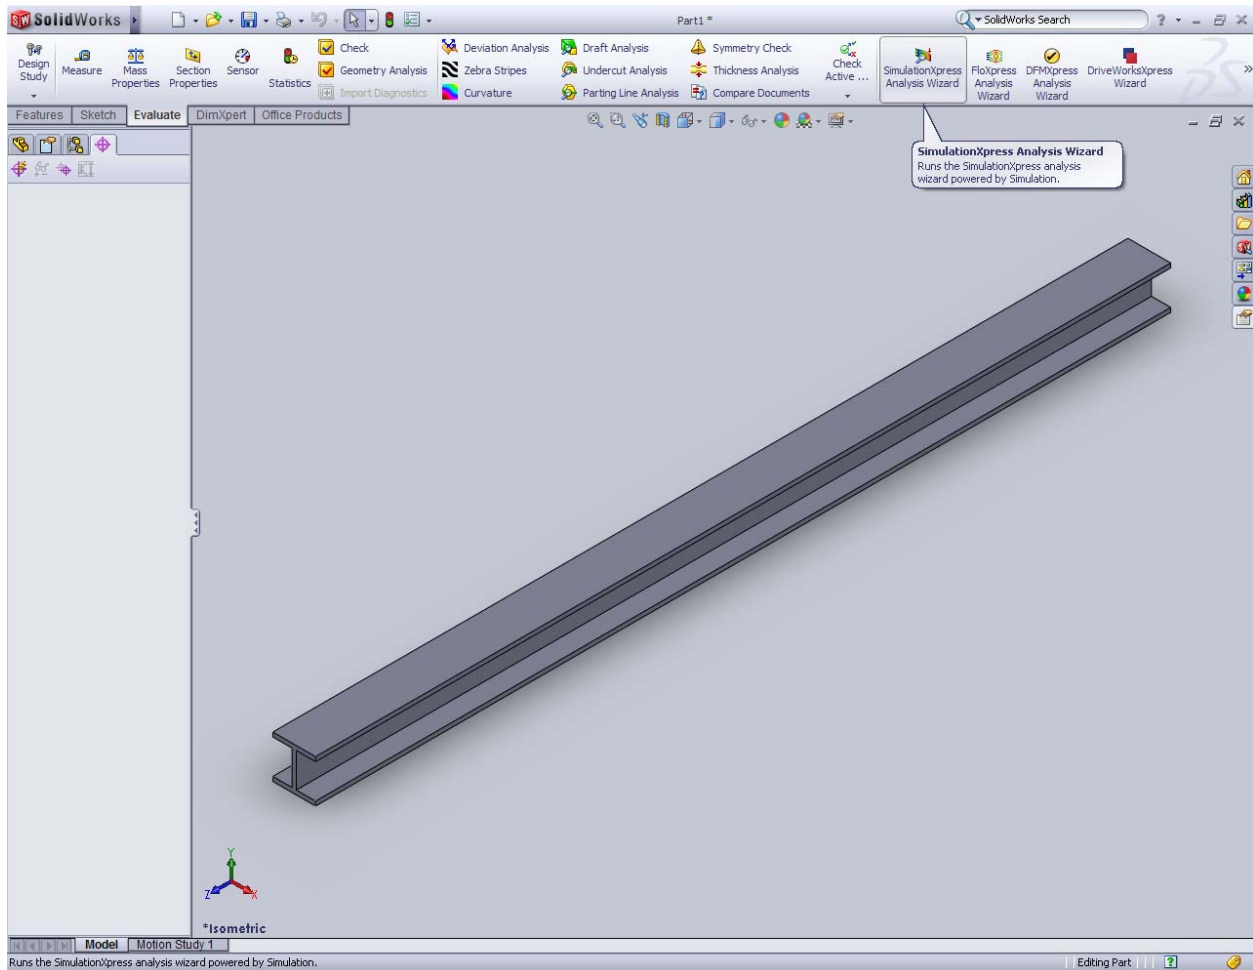 SolidWorks
Part1 *
SolidWorks Search
Design Study
Measure
Mass Properties
Section Properties
Sensor
Statistics
Check
Geometry Analysis
Import Diagnostics
Deviation Analysis
Zebra Stripes
Curvature
Draft Analysis
Undercut Analysis
Parting Line Analysis
Symmetry Check
Thickness Analysis
Compare Documents
Check Active ...
SimulationXpress Analysis Wizard
FloXpress Analysis Wizard
DFMXpress Analysis Wizard
DriveWorksXpress Wizard
Features Sketch Evaluate DimXpert Office Products
SimulationXpress Analysis Wizard
Runs the SimulationXpress analysis
wizard powered by Simulation.
Y
Z X
*Isometric
Model Motion Study 1
Runs the SimulationXpress analysis wizard powered by Simulation.
Editing Part